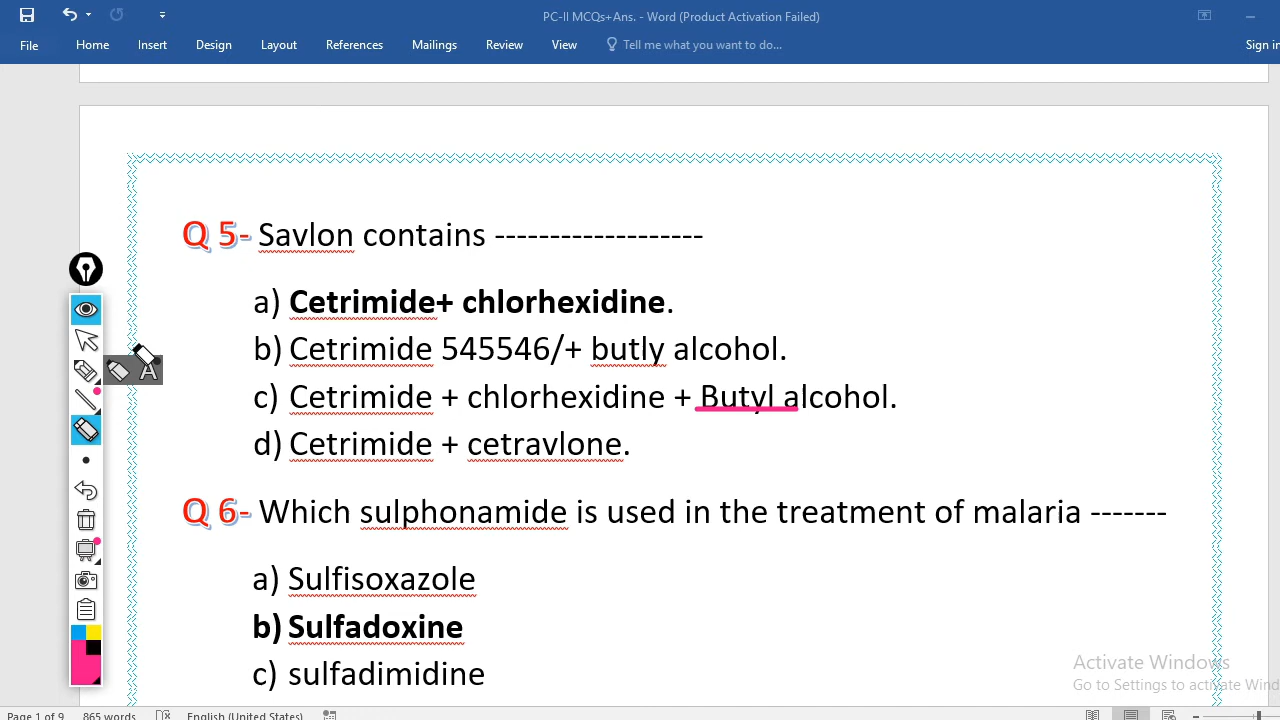 PC-II MCQs+Ans. - Word (Product Activation Failed)
File Home Insert Design Layout References Mailings Review View Tell me what you want to do... Sign in
Q 5- Savlon contains -------------------
a) Cetrimide+ chlorhexidine.
b) Cetrimide 545546/+ butly alcohol.
c) Cetrimide + chlorhexidine + Butyl alcohol.
d) Cetrimide + cetravlone.
Q 6- Which sulphonamide is used in the treatment of malaria -------
a) Sulfisoxazole
b) Sulfadoxine
c) sulfadimidine
A
Activate Windows
Go to Settings to activate Wind
Page 1 of 9 865 words English (United States)